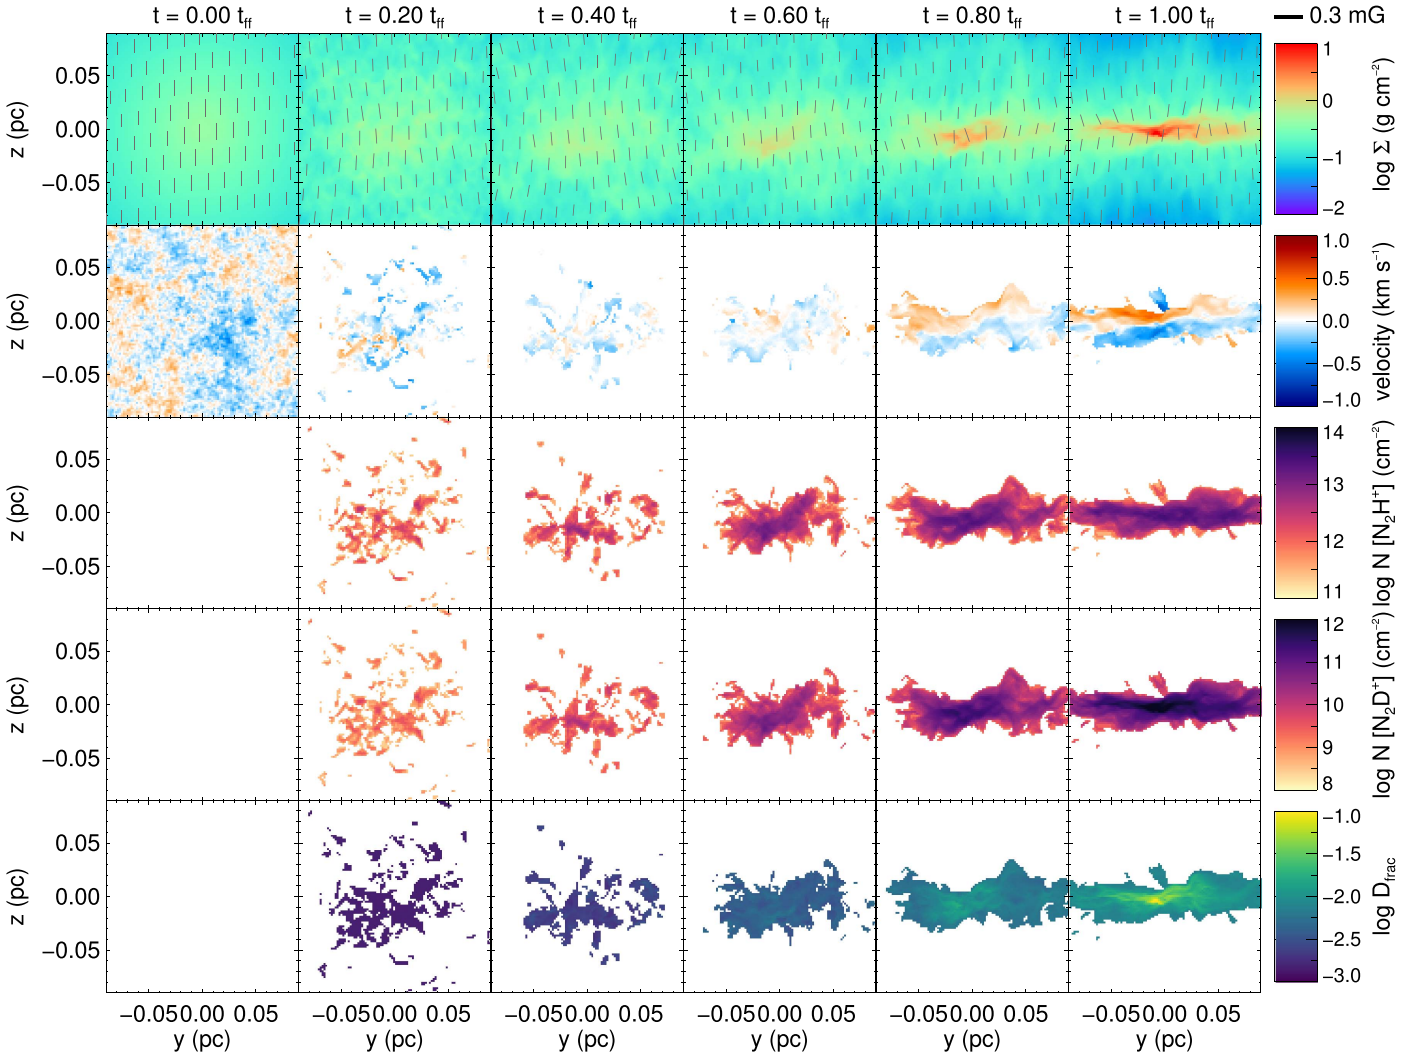 t = 0.00 tff t = 0.20 tff t = 0.40 tff t = 0.60 tff t = 0.80 tff t = 1.00 tff 0.3 mG
z (pc) 0.05 0.00 −0.05 1 0 −1 −2 log Σ (g cm−2)
z (pc) 0.05 0.00 −0.05 1.0 0.5 0.0 −0.5 −1.0 velocity (km s−1)
z (pc) 0.05 0.00 −0.05 14 13 12 11 log N [N2H+] (cm−2)
z (pc) 0.05 0.00 −0.05 12 11 10 9 8 log N [N2D+] (cm−2)
z (pc) 0.05 0.00 −0.05 −1.0 −1.5 −2.0 −2.5 −3.0 log Dfrac
−0.050.00 0.05 −0.050.00 0.05 −0.050.00 0.05 −0.050.00 0.05 −0.050.00 0.05 −0.050.00 0.05
y (pc) y (pc) y (pc) y (pc) y (pc) y (pc)